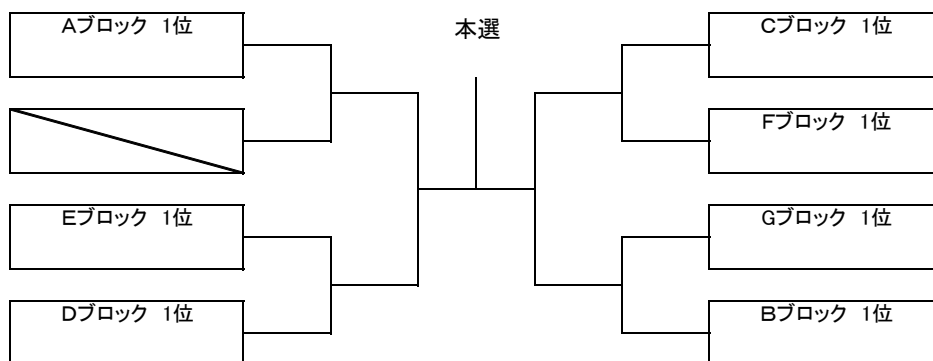 本選
Aブロック 1位
Eブロック 1位
Dブロック 1位
Cブロック 1位
Fブロック 1位
Gブロック 1位
Bブロック 1位